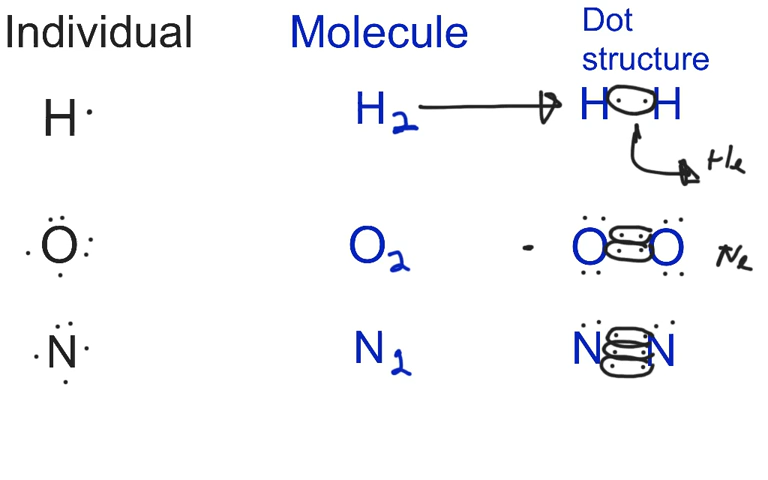 Individual
Molecule
Dot structure
H·
H₂
H : H
He
O
O₂
O O
Ne
N
N₂
N N